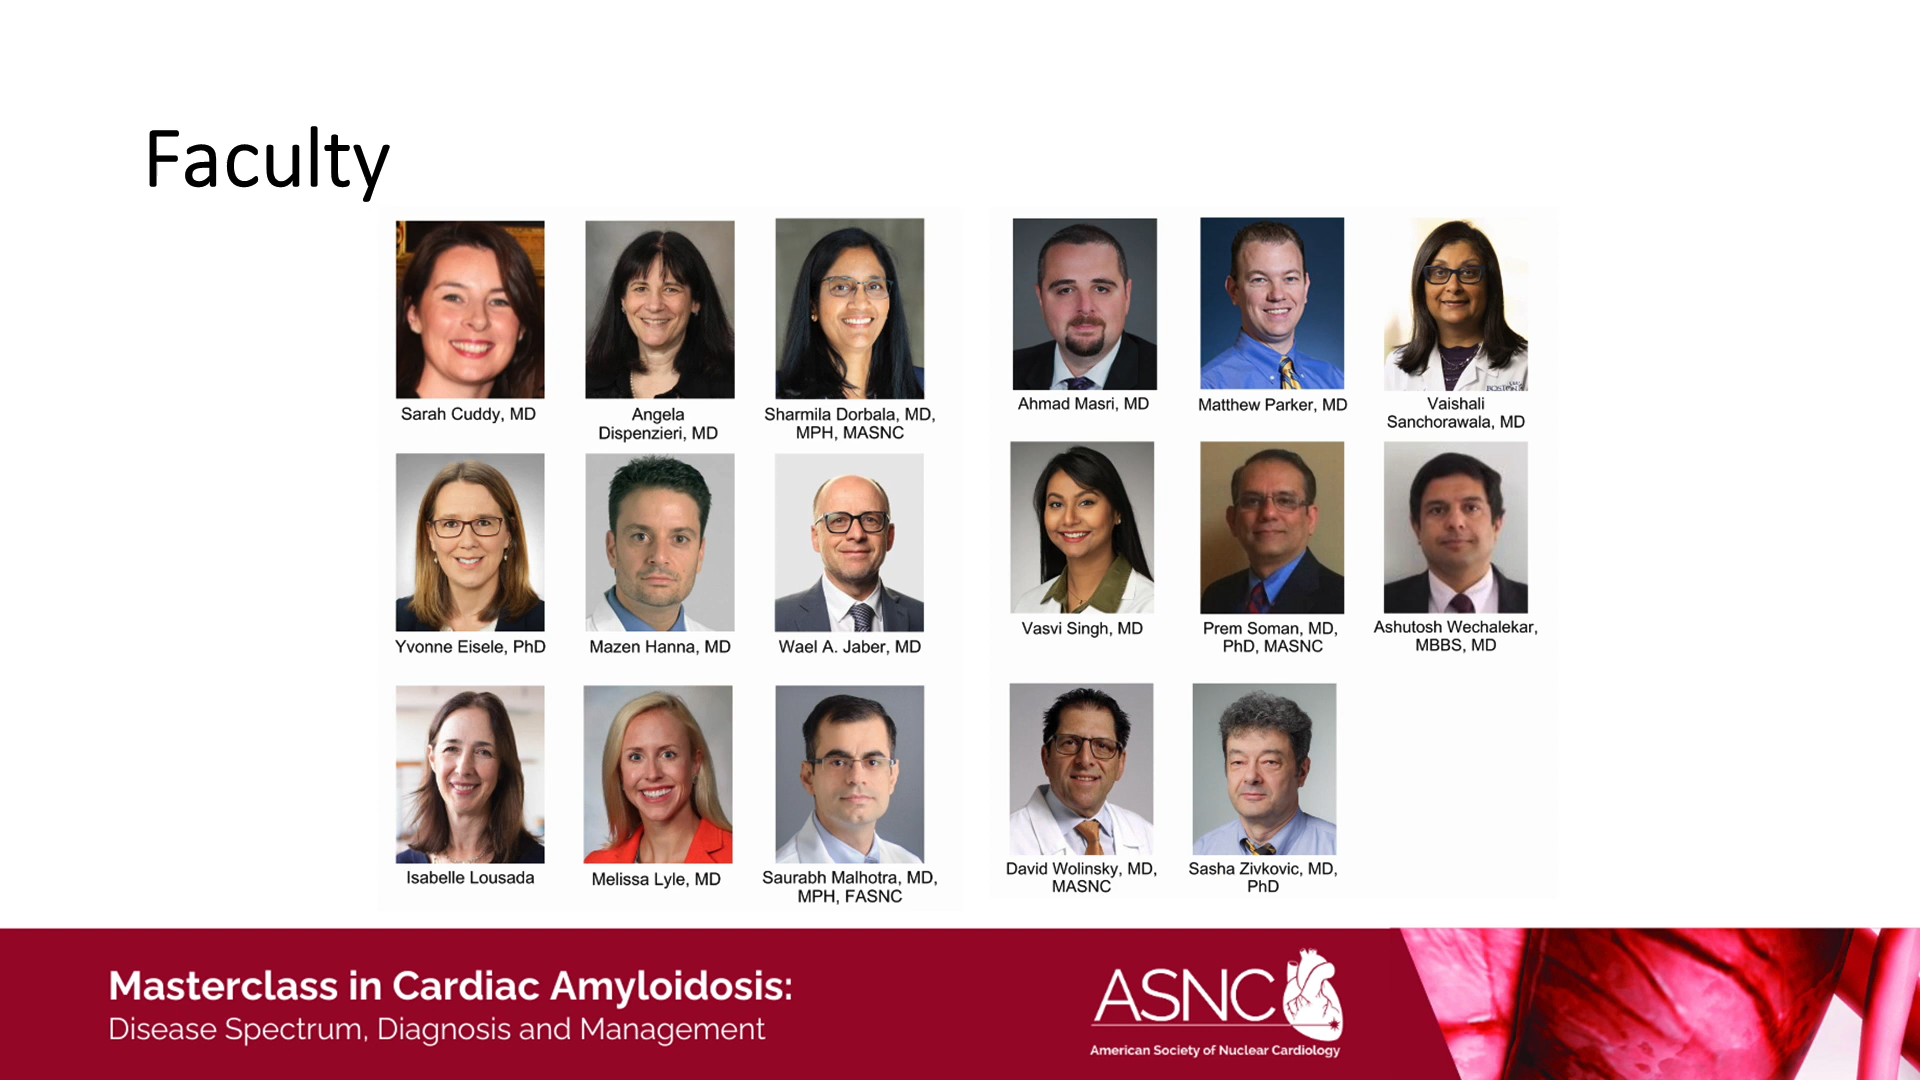 Faculty
Sarah Cuddy, MD
Angela
Dispenzieri, MD
Sharmila Dorbala, MD,
MPH, MASNC
Ahmad Masri, MD
Matthew Parker, MD
Vaishali
Sanchorawala, MD
BOSTON
Yvonne Eisele, PhD
Mazen Hanna, MD
Wael A. Jaber, MD
Vasvi Singh, MD
Prem Soman, MD,
PhD, MASNC
Ashutosh Wechalekar,
MBBS, MD
Isabelle Lousada
Melissa Lyle, MD
Saurabh Malhotra, MD,
MPH, FASNC
David Wolinsky, MD,
MASNC
Sasha Zivkovic, MD,
PhD
Masterclass in Cardiac Amyloidosis:
Disease Spectrum, Diagnosis and Management
ASNC
American Society of Nuclear Cardiology